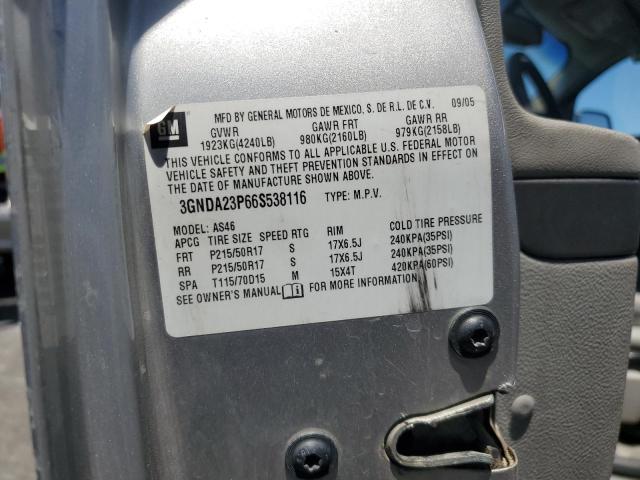 GM
MFD BY GENERAL MOTORS DE MEXICO, S. DE R.L. DE C.V. 09/05
GVWR GAWR FRT GAWR RR
1923KG(4240LB) 980KG(2160LB) 979KG(2158LB)
THIS VEHICLE CONFORMS TO ALL APPLICABLE U.S. FEDERAL MOTOR
VEHICLE SAFETY AND THEFT PREVENTION STANDARDS IN EFFECT ON
THE DATE OF MANUFACTURE SHOWN ABOVE.
3GNDA23P66S538116 TYPE: M.P.V.
MODEL: AS46
APCG TIRE SIZE SPEED RTG RIM COLD TIRE PRESSURE
FRT P215/50R17 S 17X6.5J 240KPA(35PSI)
RR P215/50R17 S 17X6.5J 240KPA(35PSI)
SPA T115/70D15 M 15X4T 420KPA(60PSI)
SEE OWNER'S MANUAL FOR MORE INFORMATION.